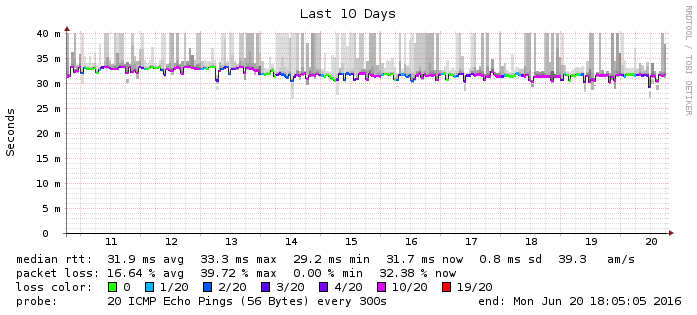 Last 10 Days
RRDTOOL / TOBI OETIKER
Seconds
40 m
35 m
30 m
25 m
20 m
15 m
10 m
5 m
0
11 12 13 14 15 16 17 18 19 20
median rtt: 31.9 ms avg 33.3 ms max 29.2 ms min 31.7 ms now 0.8 ms sd 39.3 am/s
packet loss: 16.64 % avg 39.72 % max 0.00 % min 32.38 % now
loss color: 0 1/20 2/20 3/20 4/20 10/20 19/20
probe: 20 ICMP Echo Pings (56 Bytes) every 300s end: Mon Jun 20 18:05:05 2016